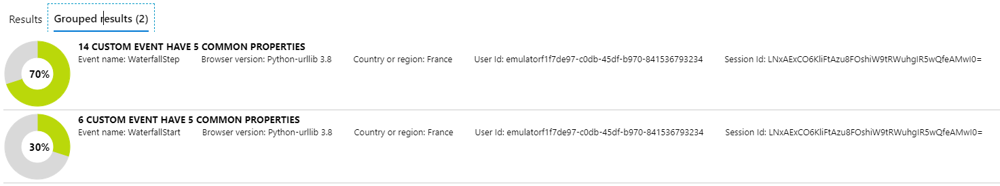 Results Grouped results (2)
14 CUSTOM EVENT HAVE 5 COMMON PROPERTIES
70% Event name: WaterfallStep Browser version: Python-urllib 3.8 Country or region: France User Id: emulatorf1f7de97-c0db-45df-b970-841536793234 Session Id: LNxAExCO6KliFtAzu8FOshiW9tRWuhgIR5wQfeAMwI0=
6 CUSTOM EVENT HAVE 5 COMMON PROPERTIES
30% Event name: WaterfallStart Browser version: Python-urllib 3.8 Country or region: France User Id: emulatorf1f7de97-c0db-45df-b970-841536793234 Session Id: LNxAExCO6KliFtAzu8FOshiW9tRWuhgIR5wQfeAMwI0=